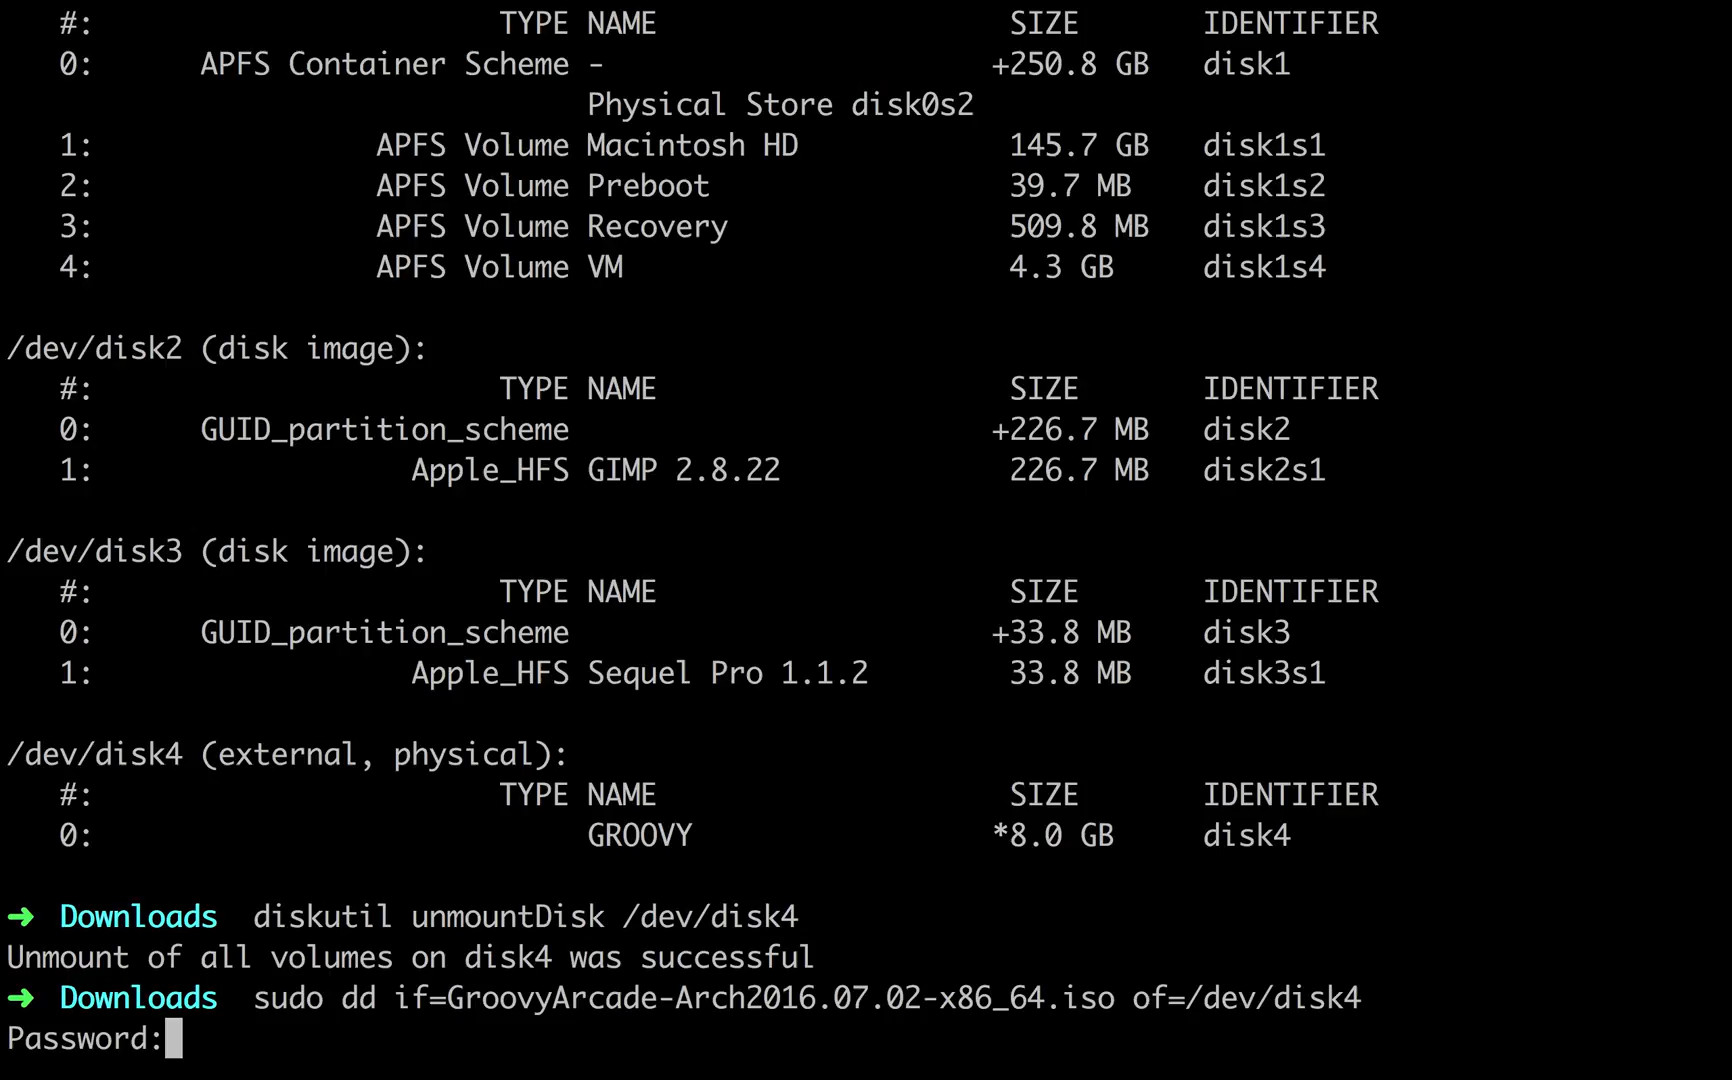 #: TYPE NAME SIZE IDENTIFIER
0: APFS Container Scheme - +250.8 GB disk1
Physical Store disk0s2
1: APFS Volume Macintosh HD 145.7 GB disk1s1
2: APFS Volume Preboot 39.7 MB disk1s2
3: APFS Volume Recovery 509.8 MB disk1s3
4: APFS Volume VM 4.3 GB disk1s4
/dev/disk2 (disk image):
#: TYPE NAME SIZE IDENTIFIER
0: GUID_partition_scheme +226.7 MB disk2
1: Apple_HFS GIMP 2.8.22 226.7 MB disk2s1
/dev/disk3 (disk image):
#: TYPE NAME SIZE IDENTIFIER
0: GUID_partition_scheme +33.8 MB disk3
1: Apple_HFS Sequel Pro 1.1.2 33.8 MB disk3s1
/dev/disk4 (external, physical):
#: TYPE NAME SIZE IDENTIFIER
0: GROOVY *8.0 GB disk4
➜ Downloads diskutil unmountDisk /dev/disk4
Unmount of all volumes on disk4 was successful
➜ Downloads sudo dd if=GroovyArcade-Arch2016.07.02-x86_64.iso of=/dev/disk4
Password: